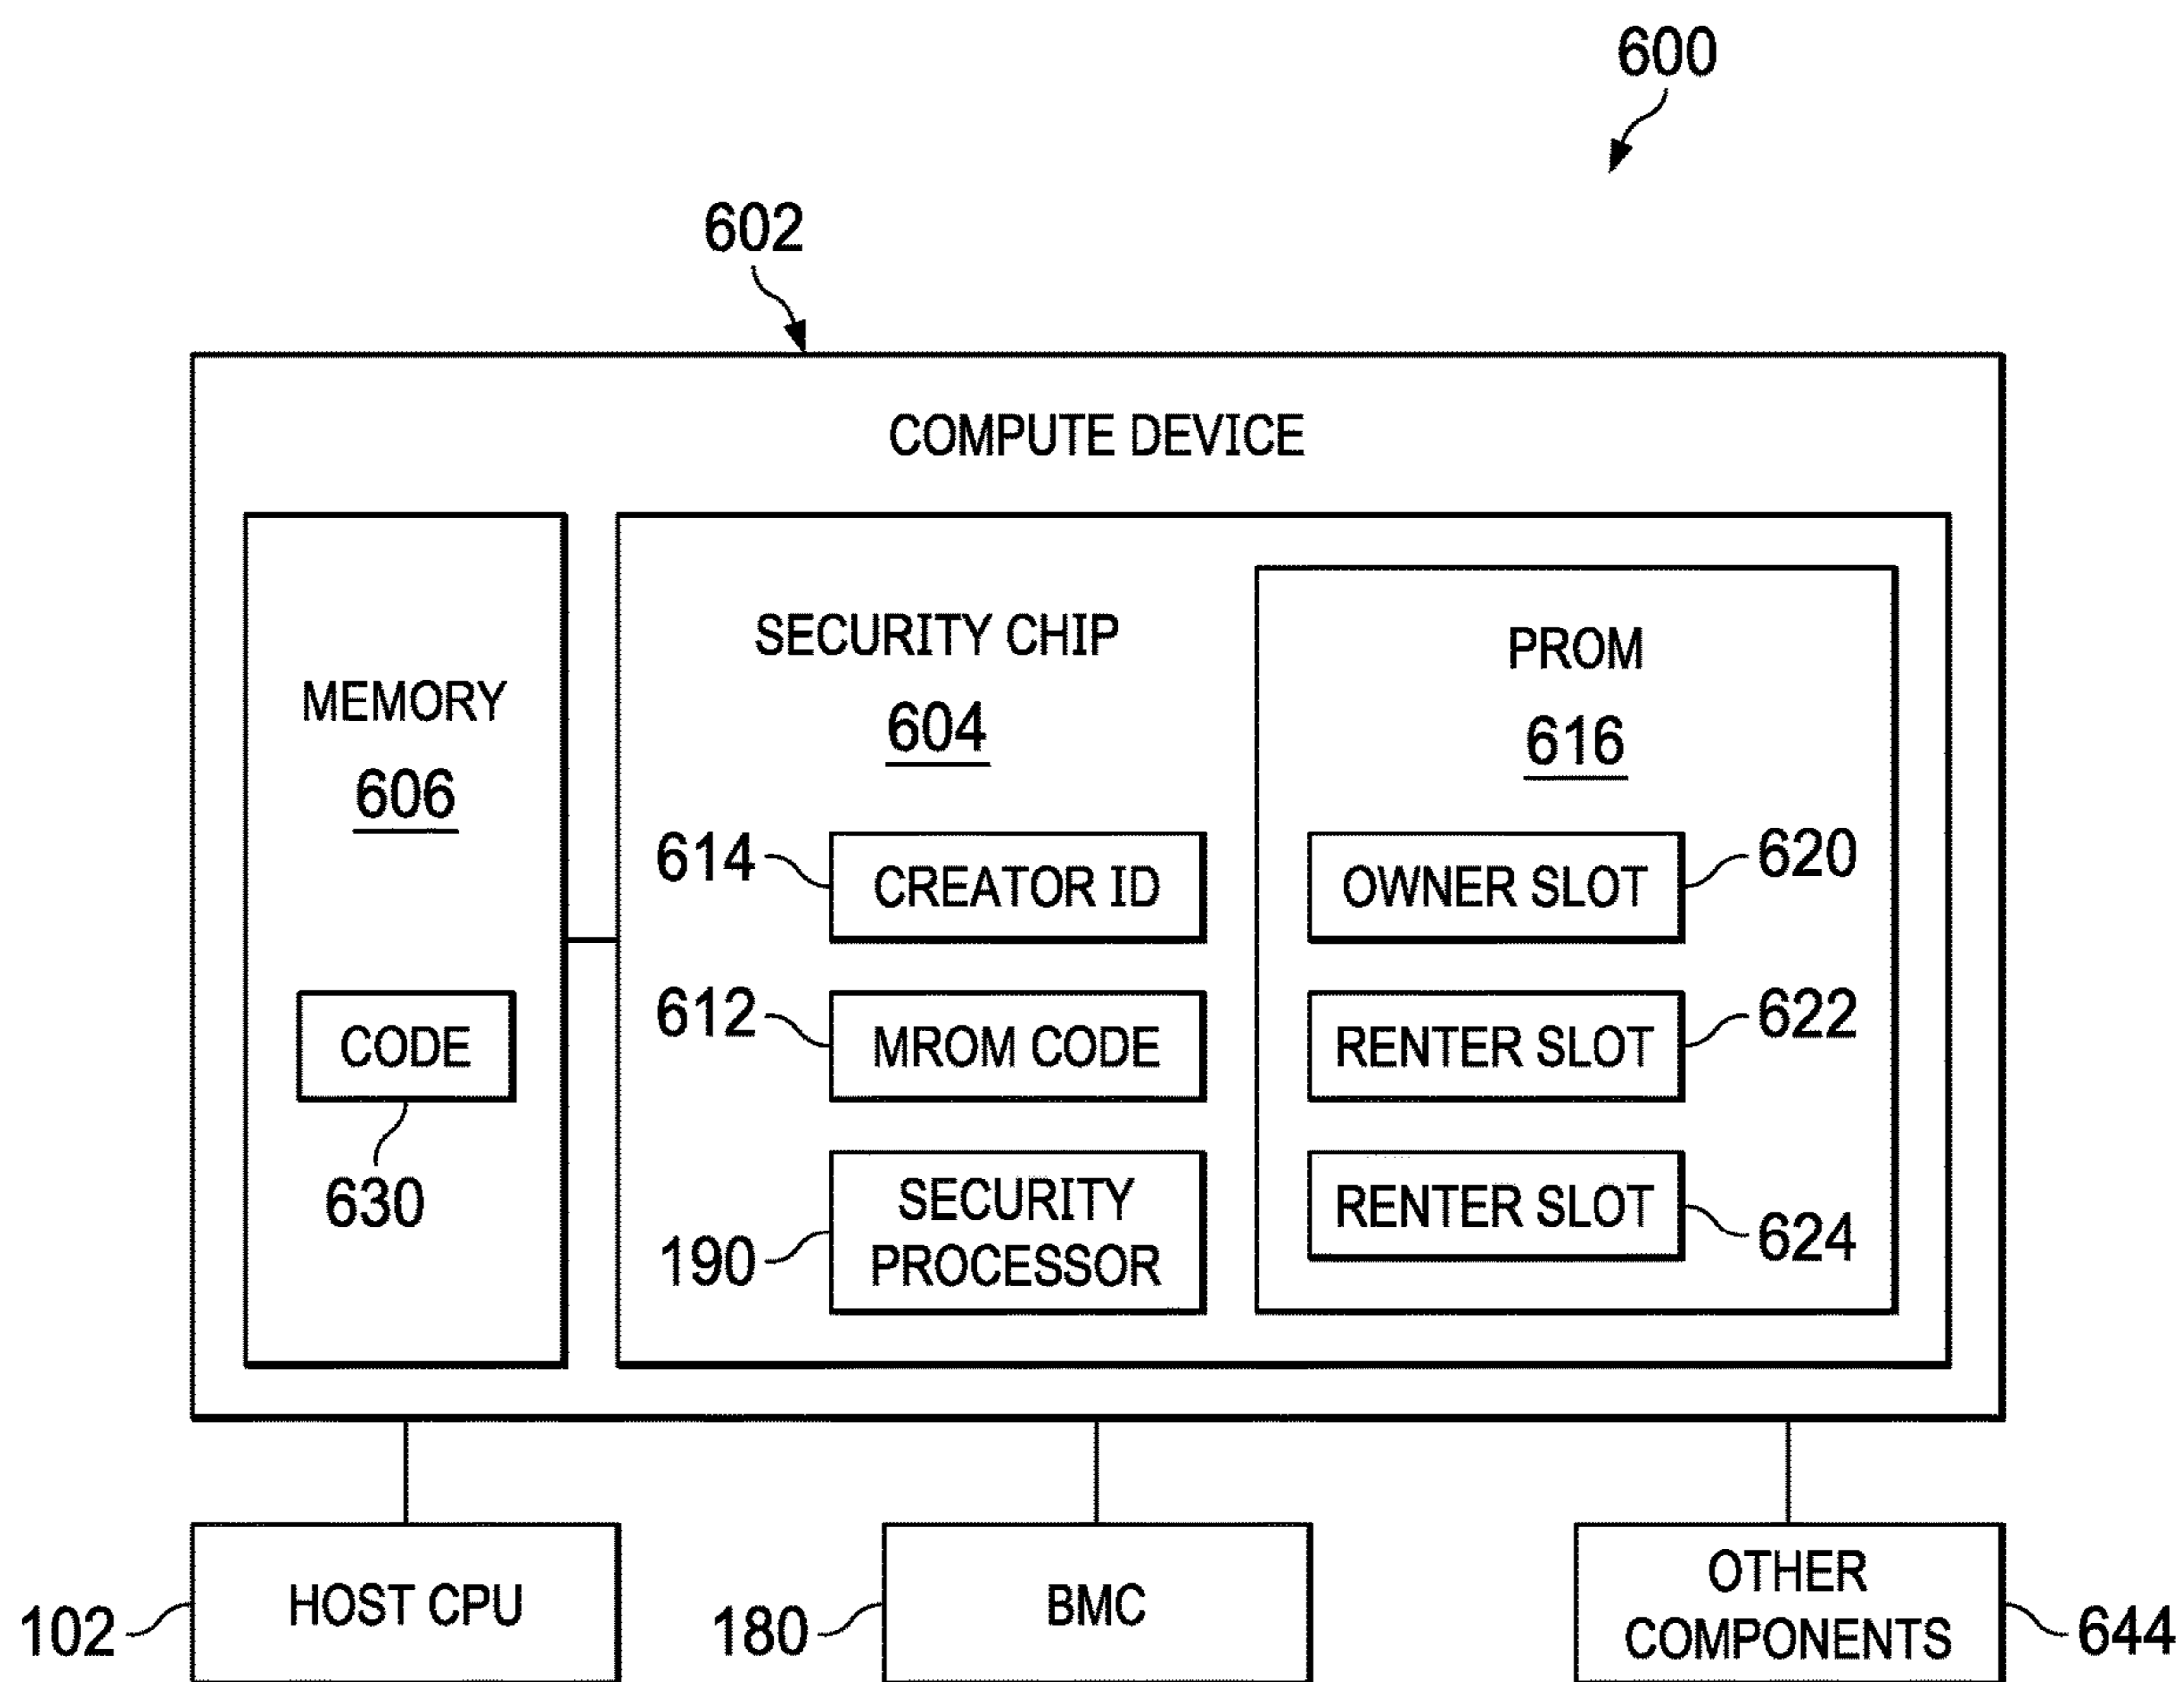 600
602
COMPUTE DEVICE
MEMORY
606
CODE
630
SECURITY CHIP
604
614
CREATOR ID
612
MROM CODE
190
SECURITY
PROCESSOR
PROM
616
OWNER SLOT
620
RENTER SLOT
622
RENTER SLOT
624
102
HOST CPU
180
BMC
OTHER
COMPONENTS
644